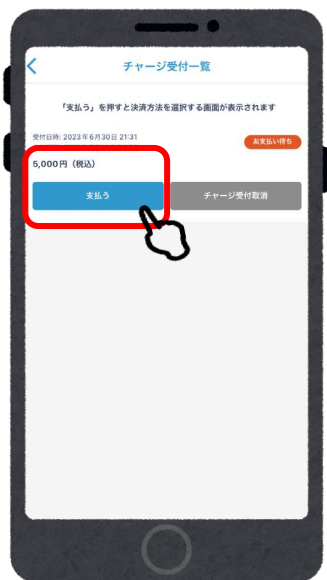 チャージ受付一覧
「支払う」を押すと決済方法を選択する画面が表示されます
受付日時: 2023年6月30日 21:31
お支払い待ち
5,000円（税込）
支払う
チャージ受付取消